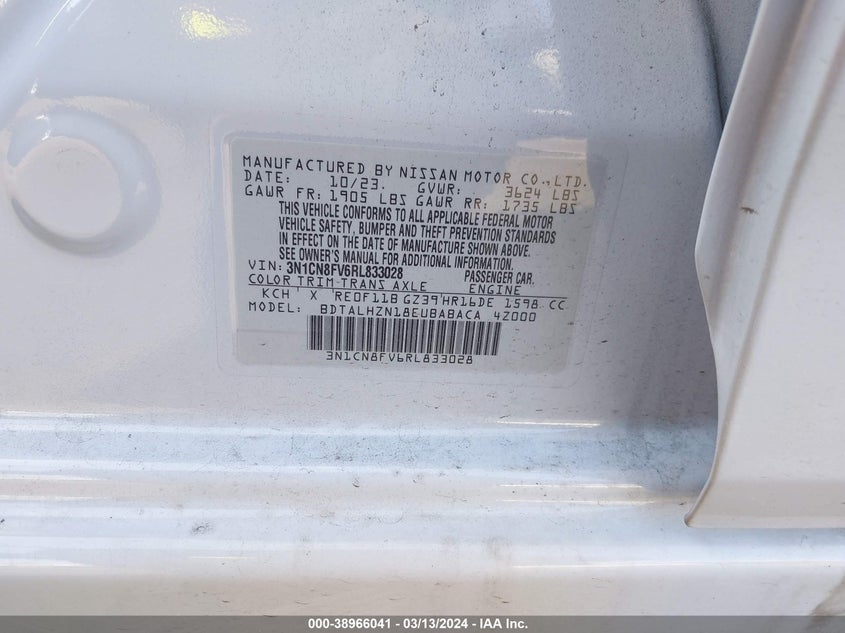 MANUFACTURED BY NISSAN MOTOR CO., LTD.
DATE: 10/23. GVWR: 3624 LBS
GAWR FR: 1905 LBS GAWR RR: 1735 LBS
THIS VEHICLE CONFORMS TO ALL APPLICABLE FEDERAL MOTOR
VEHICLE SAFETY, BUMPER AND THEFT PREVENTION STANDARDS
IN EFFECT ON THE DATE OF MANUFACTURE SHOWN ABOVE.
SEE OWNER'S MANUAL FOR ADDITIONAL INFORMATION.
VIN: 3N1CN8FV6RL833028 PASSENGER CAR.
COLOR TRIM-TRANS AXLE ENGINE
KCH X RE0F11B GZ39 HR16DE 1598 CC
MODEL: BDTALHZN18EUBABACA 4Z000
3N1CN8FV6RL833028
000-38966041 - 03/13/2024 - IAA Inc.